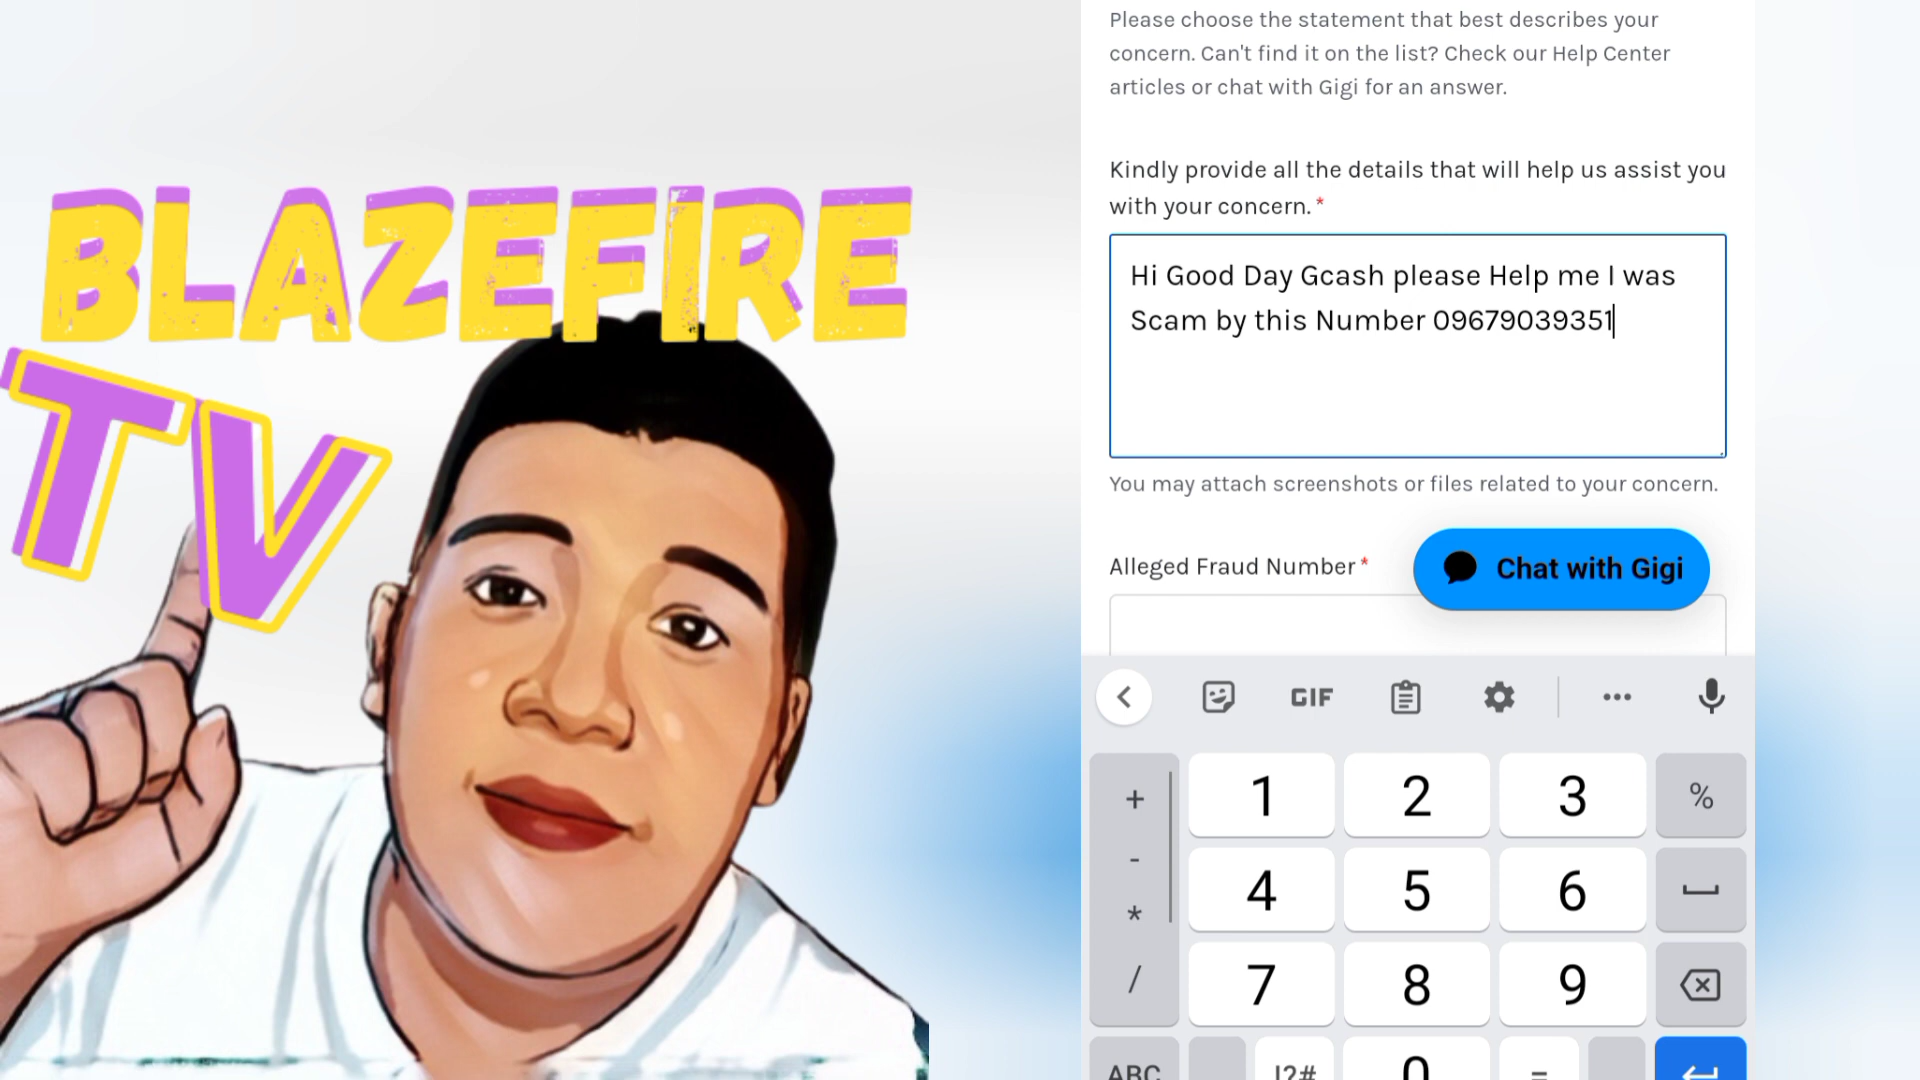 BLAZEFIRE
TV
Please choose the statement that best describes your
concern. Can't find it on the list? Check our Help Center
articles or chat with Gigi for an answer.
Kindly provide all the details that will help us assist you
with your concern. *
Hi Good Day Gcash please Help me I was
Scam by this Number 09679039351
You may attach screenshots or files related to your concern.
Alleged Fraud Number *
Chat with Gigi
GIF
+ 1 2 3 %
- 4 5 6
*
/ 7 8 9
ABC !?# 0 =